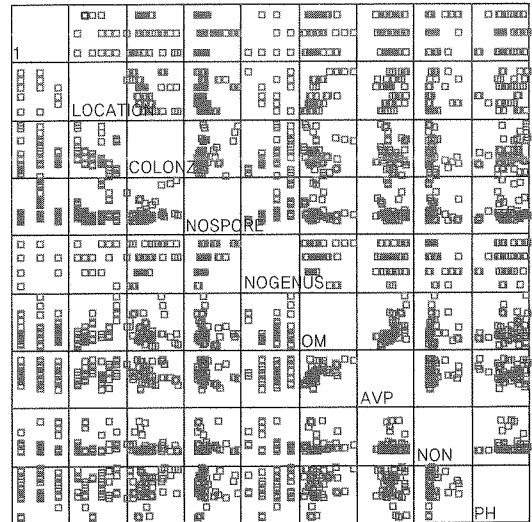 1
LOCATION
COLONZ
NOSPORE
NOGENUS
OM
AVP
NON
PH